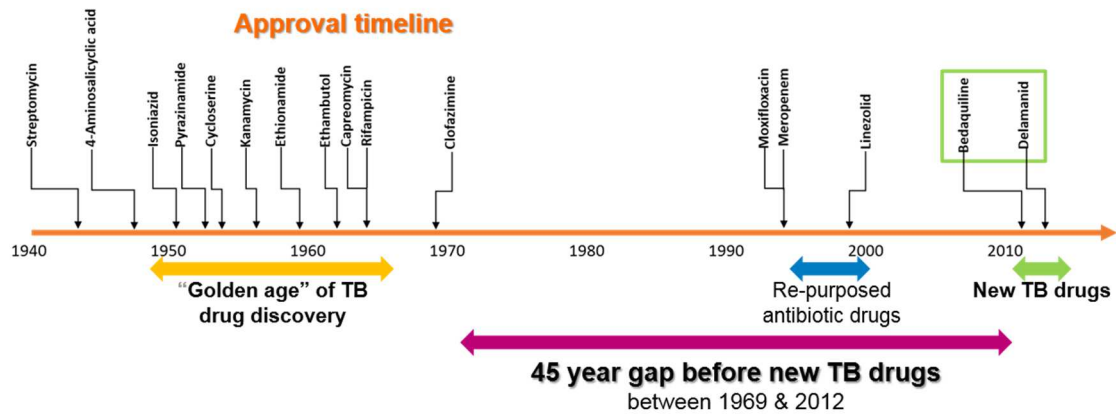 Approval timeline
Streptomycin
4-Aminosalicyclic acid
Isoniazid
Pyrazinamide
Cycloserine
Kanamycin
Ethionamide
Ethambutol
Capreomycin
Rifampicin
Clofazimine
Moxifloxacin
Meropenem
Linezolid
Bedaquiline
Delamanid
1940
1950
1960
1970
1980
1990
2000
2010
“Golden age” of TB
drug discovery
Re-purposed
antibiotic drugs
New TB drugs
45 year gap before new TB drugs
between 1969 & 2012